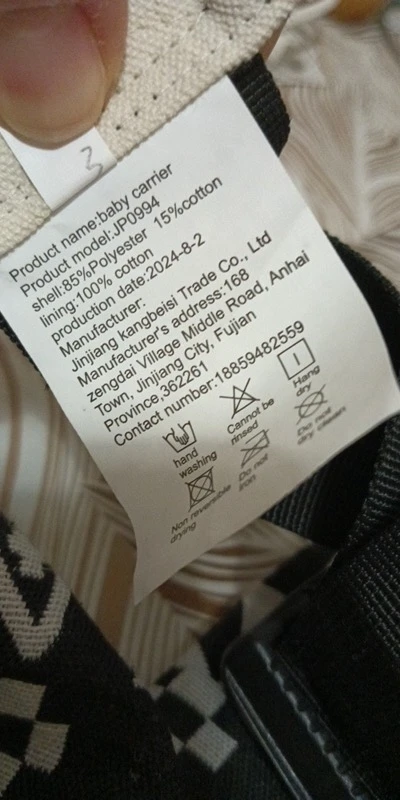 3
Product name:baby carrier
Product model:JP0994
shell:85%Polyester 15%cotton
lining:100% cotton
production date:2024-8-2
Manufacturer:
Jinjiang kangbeisi Trade Co., Ltd
Manufacturer's address:168
zengdai Village Middle Road, Anhai
Town, Jinjiang City, Fujian
Province,362261
Contact number:18859482559
hand washing
Cannot be rinsed
Hang dry
Non reversible drying
Do not iron
Do not dry clean